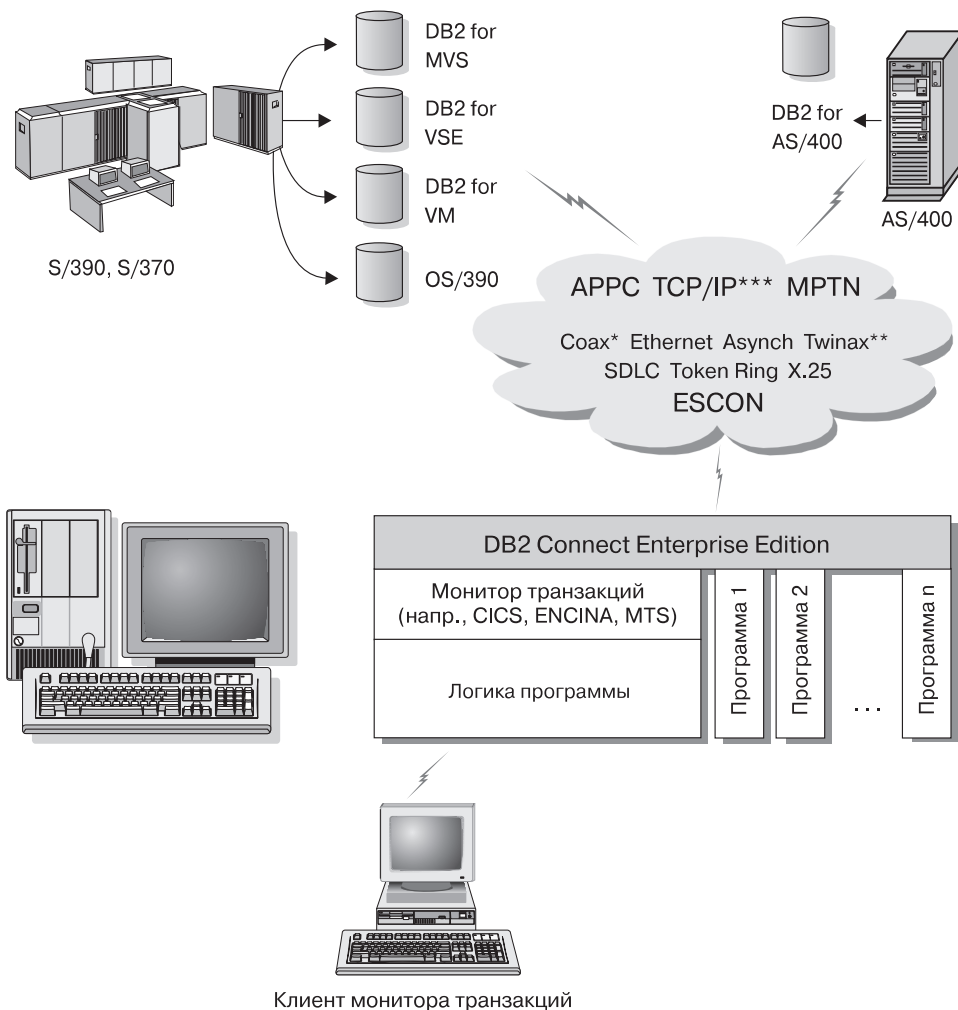 DB2 for
MVS
DB2 for
VSE
DB2 for
VM
OS/390
S/390, S/370
DB2 for
AS/400
AS/400
APPC TCP/IP*** MPTN
Coax* Ethernet Asynch Twinax**
SDLC Token Ring X.25
ESCON
DB2 Connect Enterprise Edition
Монитор транзакций
(напр., CICS, ENCINA, MTS)
Логика программы
Программа 1
Программа 2
...
Программа n
Клиент монитора транзакций